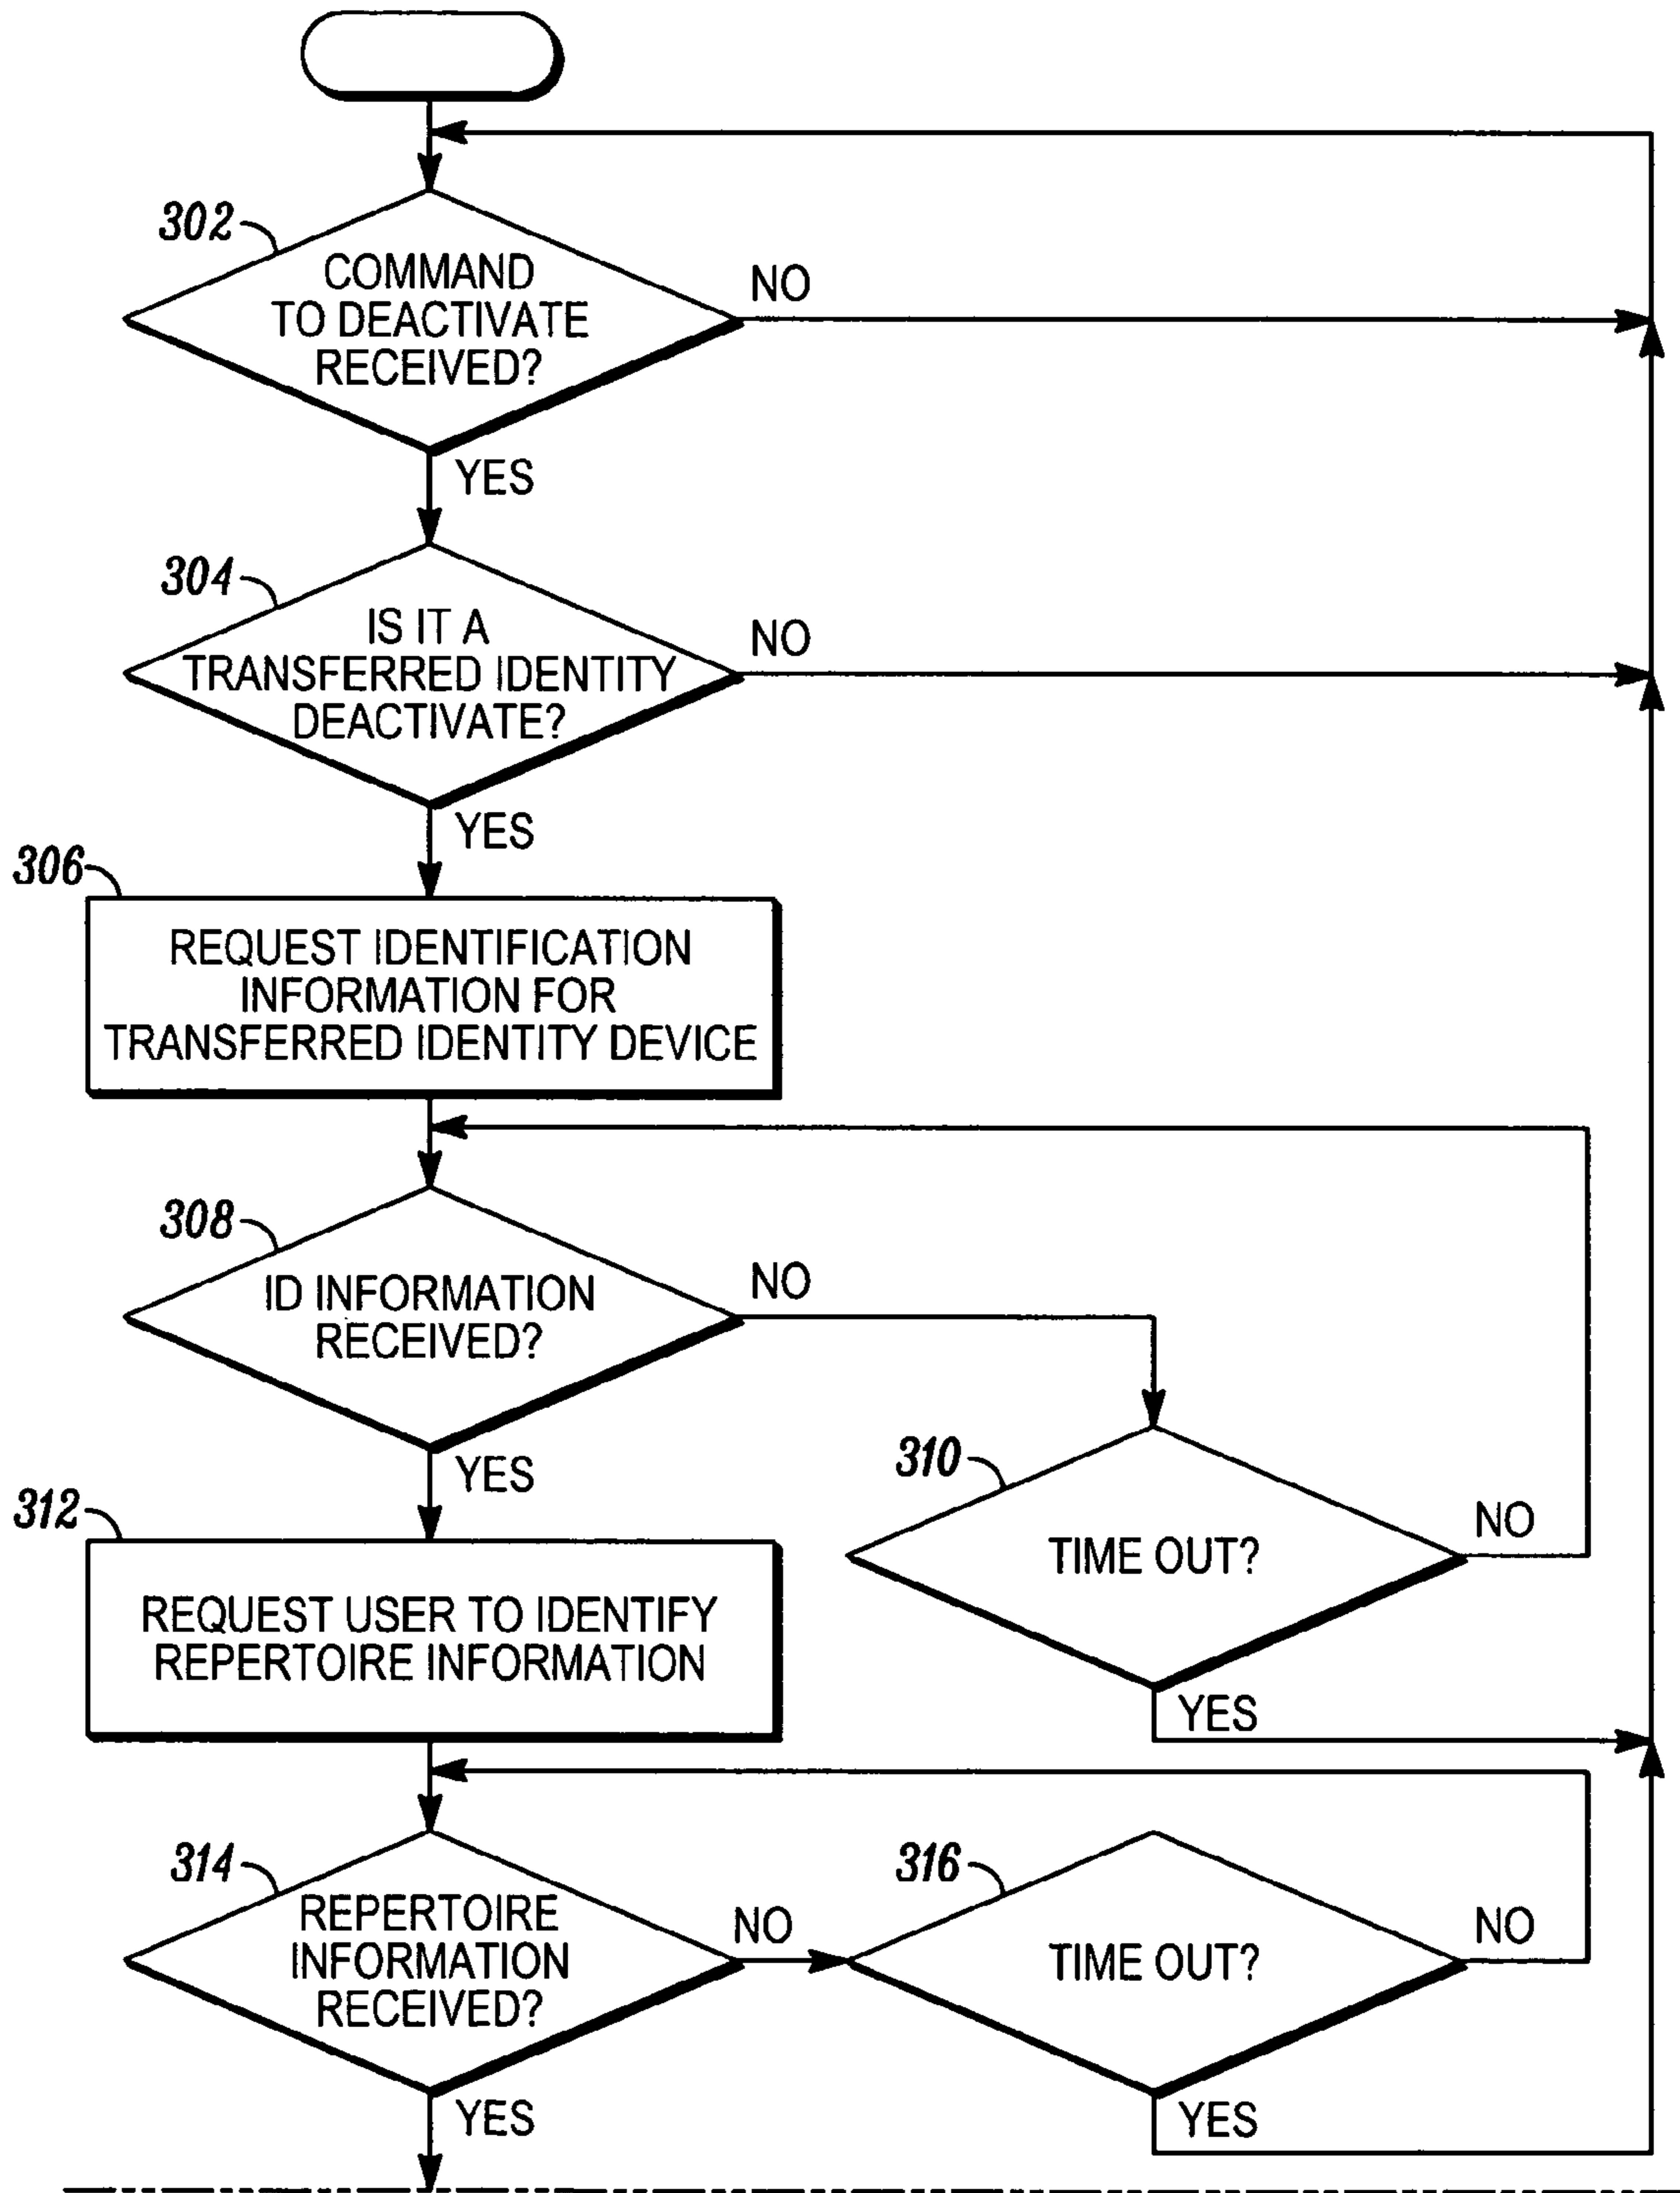 302
COMMAND
TO DEACTIVATE
RECEIVED?
NO
YES
304
IS IT A
TRANSFERRED IDENTITY
DEACTIVATE?
NO
YES
306
REQUEST IDENTIFICATION
INFORMATION FOR
TRANSFERRED IDENTITY DEVICE
308
ID INFORMATION
RECEIVED?
NO
YES
310
TIME OUT?
NO
YES
312
REQUEST USER TO IDENTIFY
REPERTOIRE INFORMATION
314
REPERTOIRE
INFORMATION
RECEIVED?
NO
YES
316
TIME OUT?
NO
YES